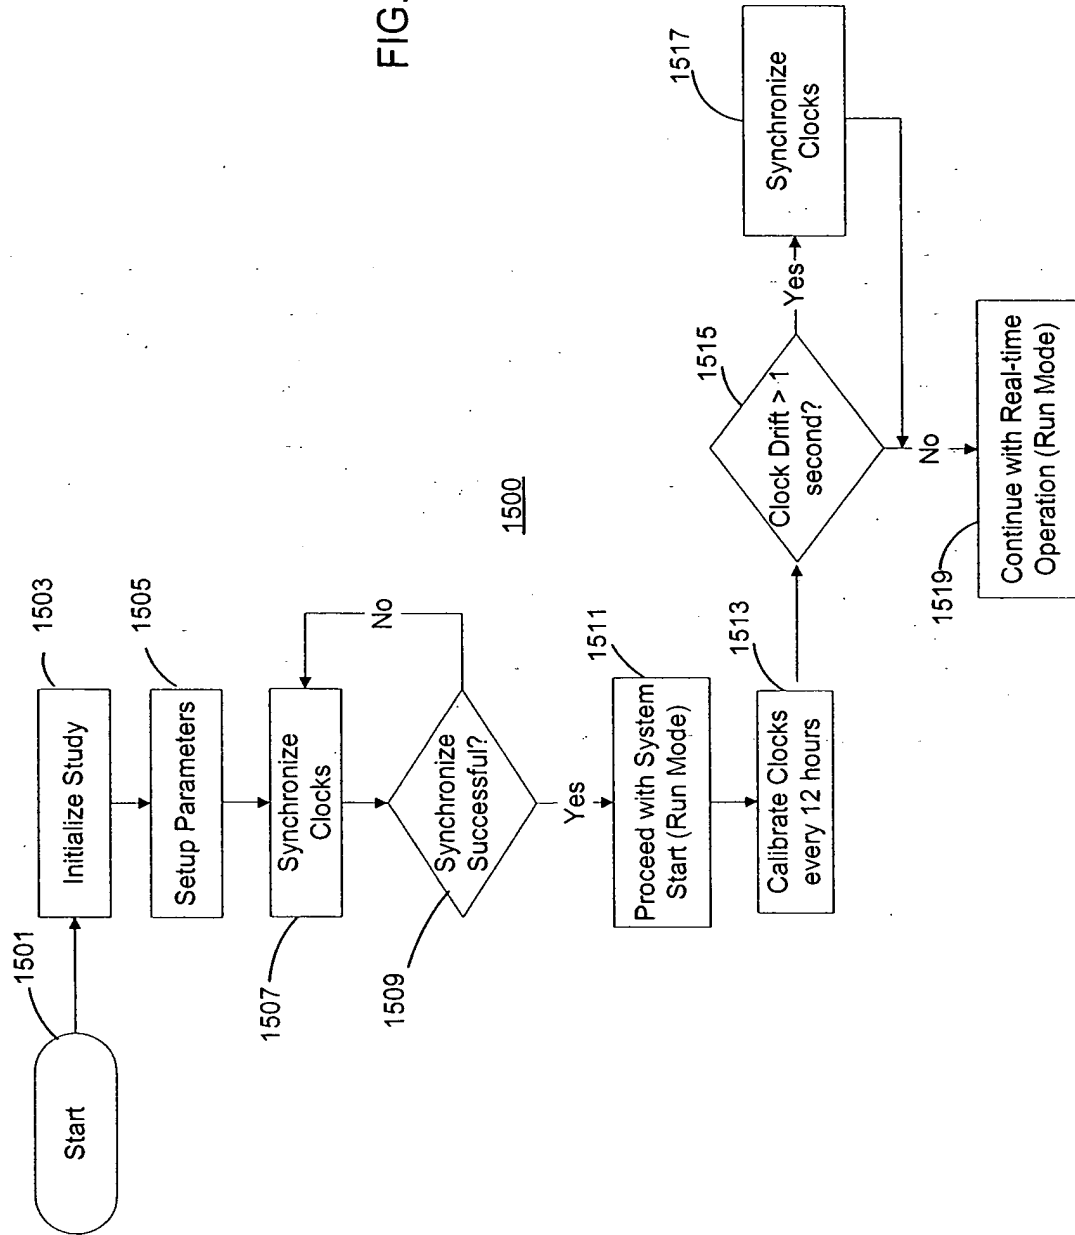 FIG.
1500
1501
Start
1503
Initialize Study
1505
Setup Parameters
1507
Synchronize
Clocks
No
1509
Synchronize
Successful?
Yes
1511
Proceed with System
Start (Run Mode)
1513
Calibrate Clocks
every 12 hours
1515
Clock Drift > 1
second?
Yes
1517
Synchronize
Clocks
No
1519
Continue with Real-time
Operation (Run Mode)